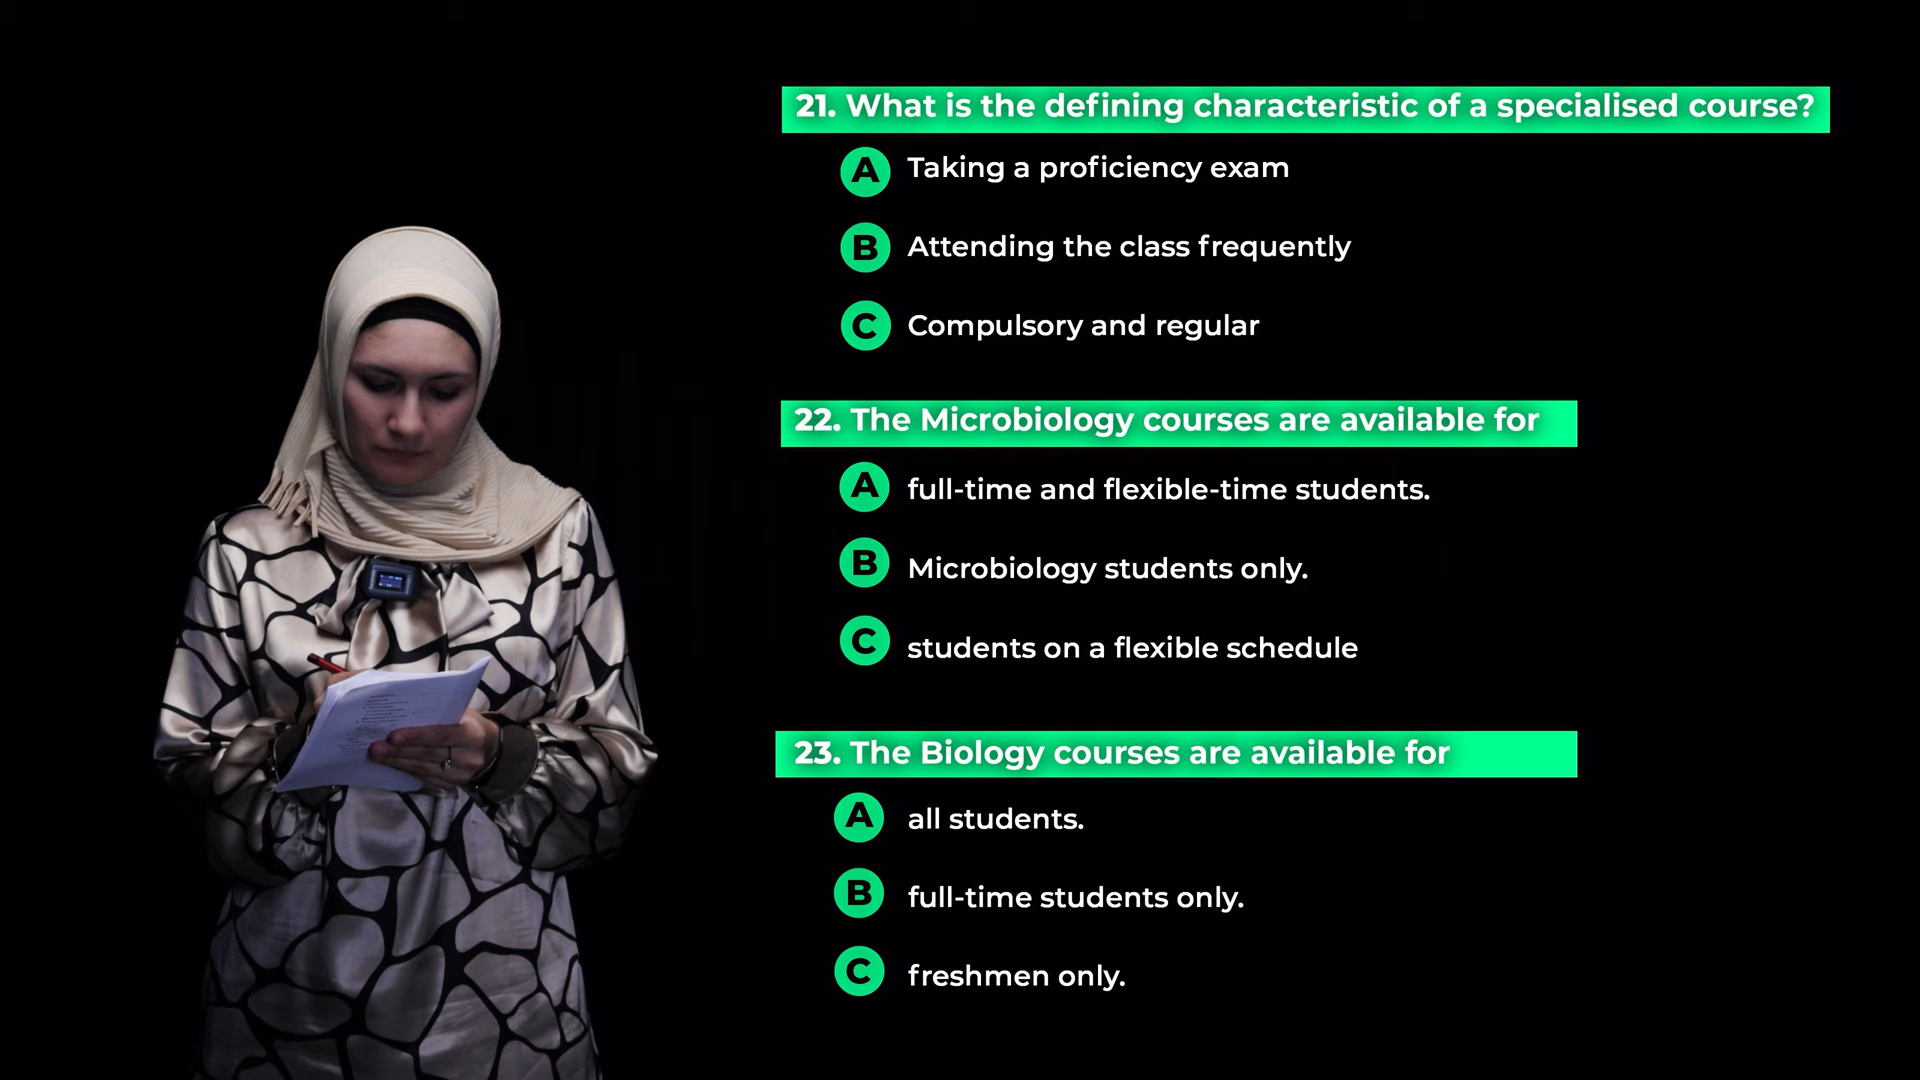 21. What is the defining characteristic of a specialised course?
A Taking a proficiency exam
B Attending the class frequently
C Compulsory and regular
22. The Microbiology courses are available for
A full-time and flexible-time students.
B Microbiology students only.
C students on a flexible schedule
23. The Biology courses are available for
A all students.
B full-time students only.
C freshmen only.